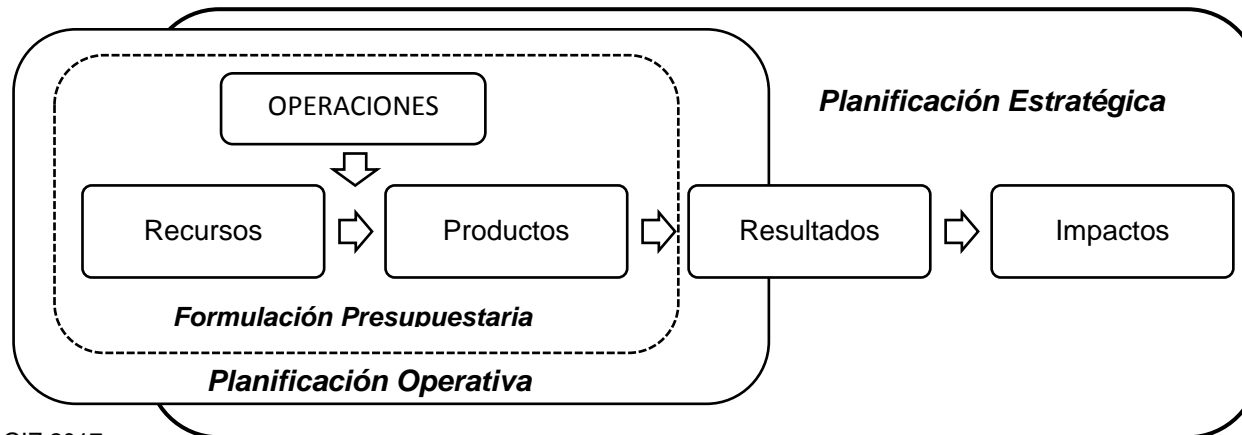 OPERACIONES
Planificación Estratégica
Recursos
Productos
Resultados
Impactos
Formulación Presupuestaria
Planificación Operativa